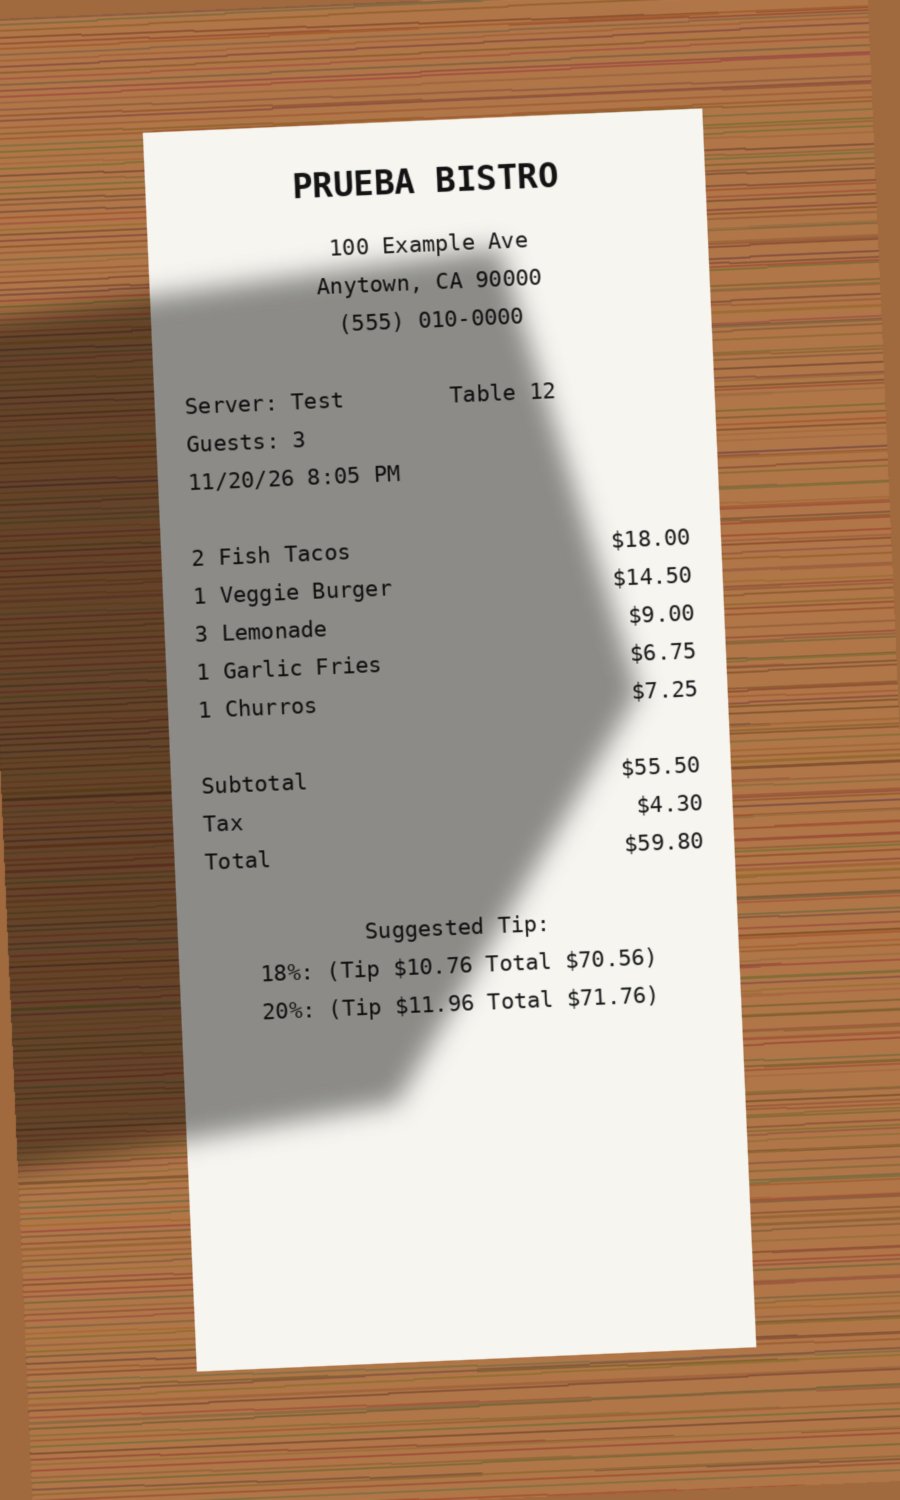 PRUEBA BISTRO
100 Example Ave
Anytown, CA 90000
(555) 010-0000
Server: Test Table 12
Guests: 3
11/20/26 8:05 PM
2 Fish Tacos $18.00
1 Veggie Burger $14.50
3 Lemonade $9.00
1 Garlic Fries $6.75
1 Churros $7.25
Subtotal $55.50
Tax $4.30
Total $59.80
Suggested Tip:
18%: (Tip $10.76 Total $70.56)
20%: (Tip $11.96 Total $71.76)